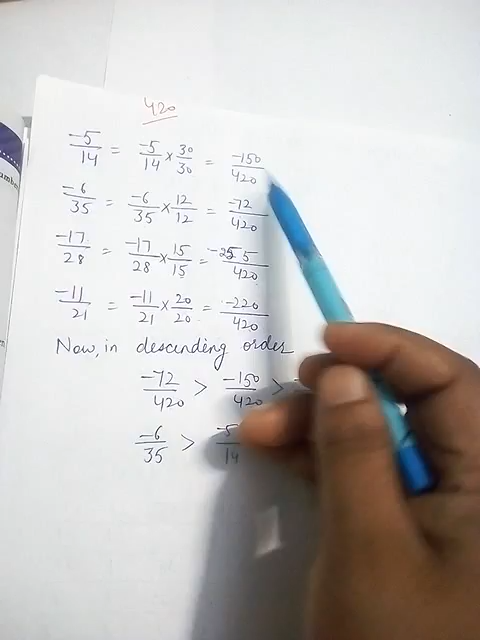 420
-5/14 = -5/14 × 30/30 = -150/420
-6/35 = -6/35 × 12/12 = -72/420
-17/28 = -17/28 × 15/15 = -255/420
-11/21 = -11/21 × 20/20 = -220/420
Now, in descending order
-72/420 > -150/420 >
-6/35 > -5/14